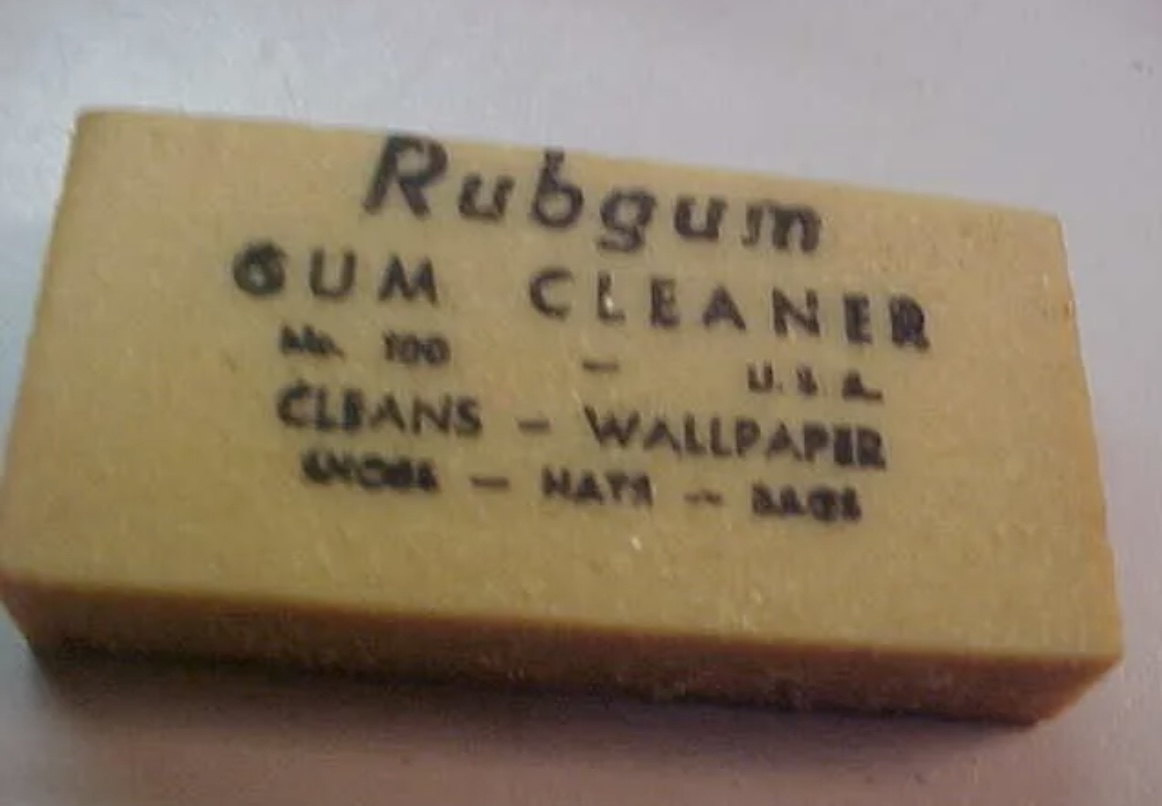 Rubgum
GUM CLEANER
No. 100 - U.S.A.
CLEANS - WALLPAPER
SHOES - HATS - BAGS